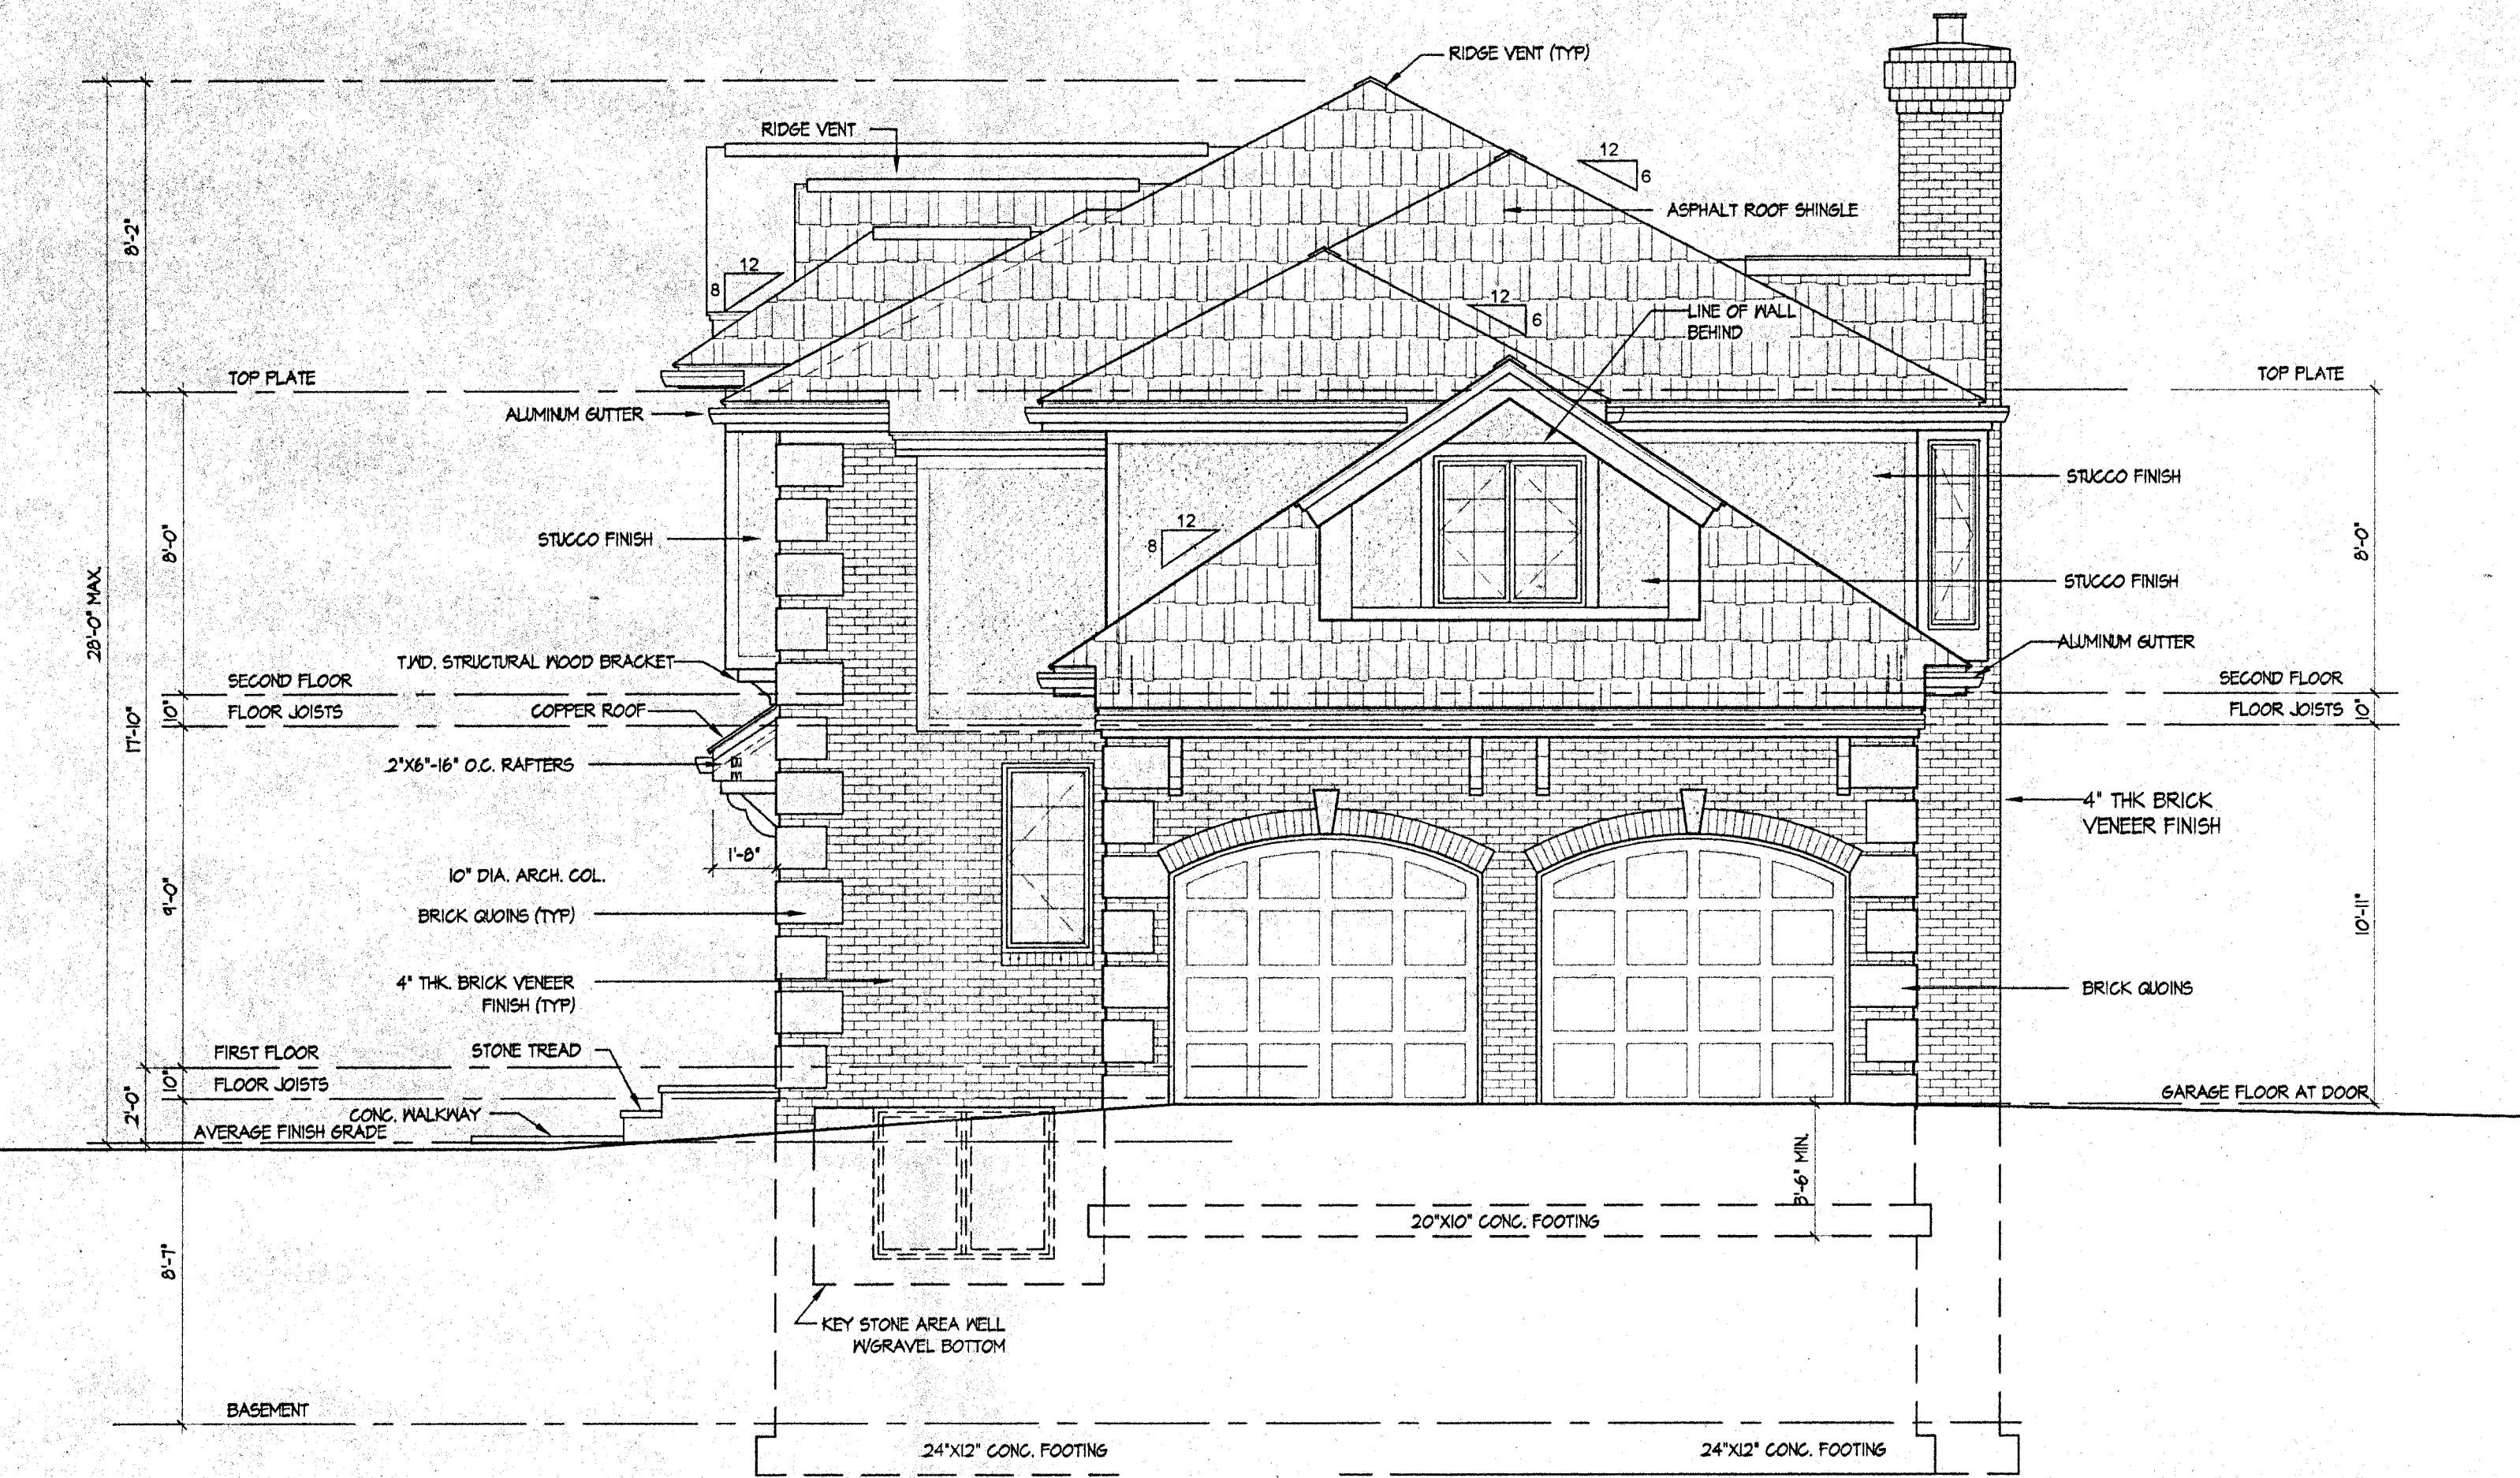 RIDGE VENT (TYP)
RIDGE VENT
12
6
ASPHALT ROOF SHINGLE
8'-2"
12
8
12
6
LINE OF WALL
BEHIND
TOP PLATE
TOP PLATE
ALUMINUM GUTTER
STUCCO FINISH
STUCCO FINISH
12
8
8'-0"
8'-0"
28'-0" MAX.
STUCCO FINISH
T.WD. STRUCTURAL WOOD BRACKET
ALUMINUM GUTTER
SECOND FLOOR
SECOND FLOOR
FLOOR JOISTS
10"
COPPER ROOF
FLOOR JOISTS
10"
17'-10"
2"X6"-16" O.C. RAFTERS
4" THK BRICK
VENEER FINISH
1'-8"
10" DIA. ARCH. COL.
9'-0"
BRICK QUOINS (TYP)
10'-11"
4" THK. BRICK VENEER
FINISH (TYP)
BRICK QUOINS
FIRST FLOOR
STONE TREAD
FLOOR JOISTS
10"
2'-0"
CONC. WALKWAY
GARAGE FLOOR AT DOOR
AVERAGE FINISH GRADE
3'-6" MIN.
20"X10" CONC. FOOTING
8'-7"
KEY STONE AREA WELL
W/GRAVEL BOTTOM
BASEMENT
24"X12" CONC. FOOTING
24"X12" CONC. FOOTING